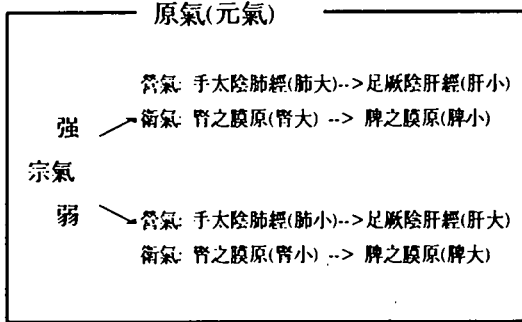 原氣(元氣)
營氣: 手太陰肺經(肺大)-->足厥陰肝經(肝小)
衛氣: 腎之膜原(腎大) --> 脾之膜原(脾小)
强
宗氣
弱
營氣: 手太陰肺經(肺小)-->足厥陰肝經(肝大)
衛氣: 腎之膜原(腎小) --> 脾之膜原(脾大)